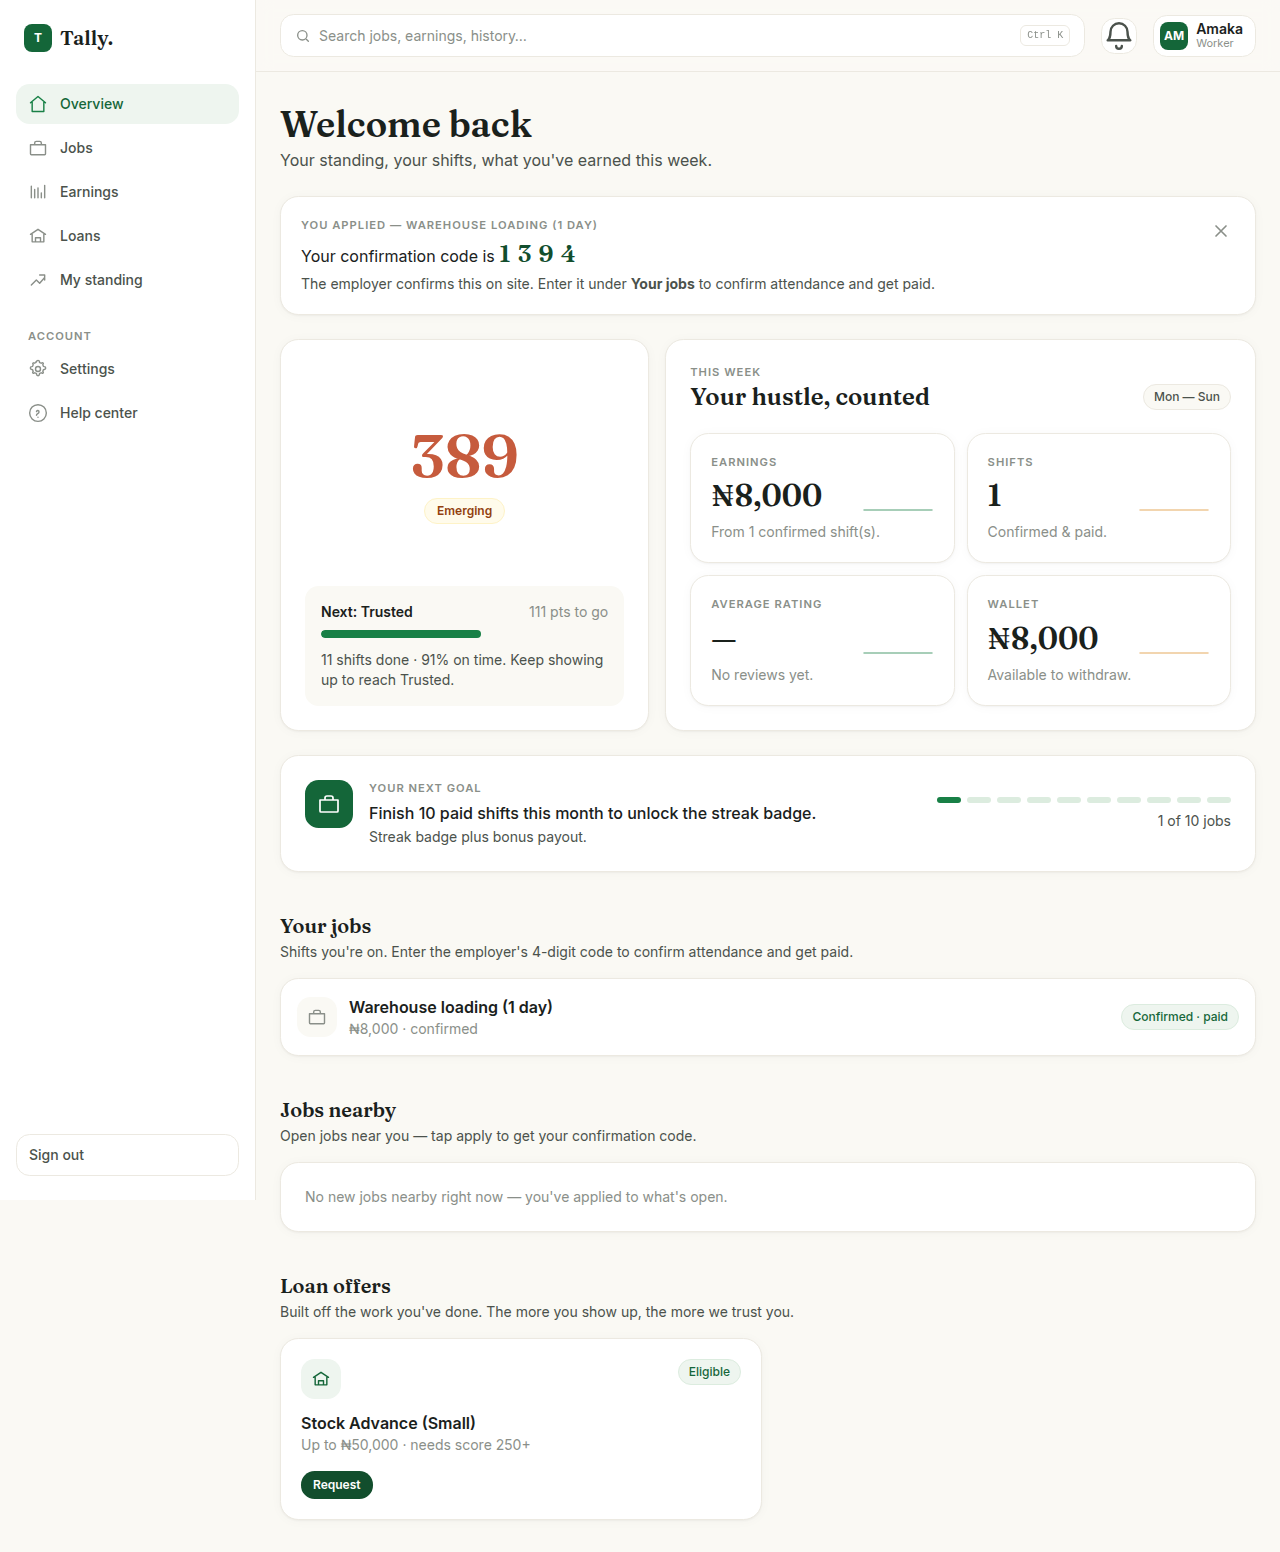 T Tally.
Search jobs, earnings, history...
Ctrl K
AM
Amaka
Worker
Overview
Jobs
Earnings
Loans
My standing
ACCOUNT
Settings
Help center
Sign out
Welcome back
Your standing, your shifts, what you've earned this week.
YOU APPLIED — WAREHOUSE LOADING (1 DAY)
Your confirmation code is 1 3 9 4
The employer confirms this on site. Enter it under Your jobs to confirm attendance and get paid.
389
Emerging
Next: Trusted
111 pts to go
11 shifts done · 91% on time. Keep showing
up to reach Trusted.
THIS WEEK
Your hustle, counted
Mon — Sun
EARNINGS
₦8,000
From 1 confirmed shift(s).
SHIFTS
1
Confirmed & paid.
AVERAGE RATING
—
No reviews yet.
WALLET
₦8,000
Available to withdraw.
YOUR NEXT GOAL
Finish 10 paid shifts this month to unlock the streak badge.
Streak badge plus bonus payout.
1 of 10 jobs
Your jobs
Shifts you're on. Enter the employer's 4-digit code to confirm attendance and get paid.
Warehouse loading (1 day)
₦8,000 · confirmed
Confirmed · paid
Jobs nearby
Open jobs near you — tap apply to get your confirmation code.
No new jobs nearby right now — you've applied to what's open.
Loan offers
Built off the work you've done. The more you show up, the more we trust you.
Eligible
Stock Advance (Small)
Up to ₦50,000 · needs score 250+
Request